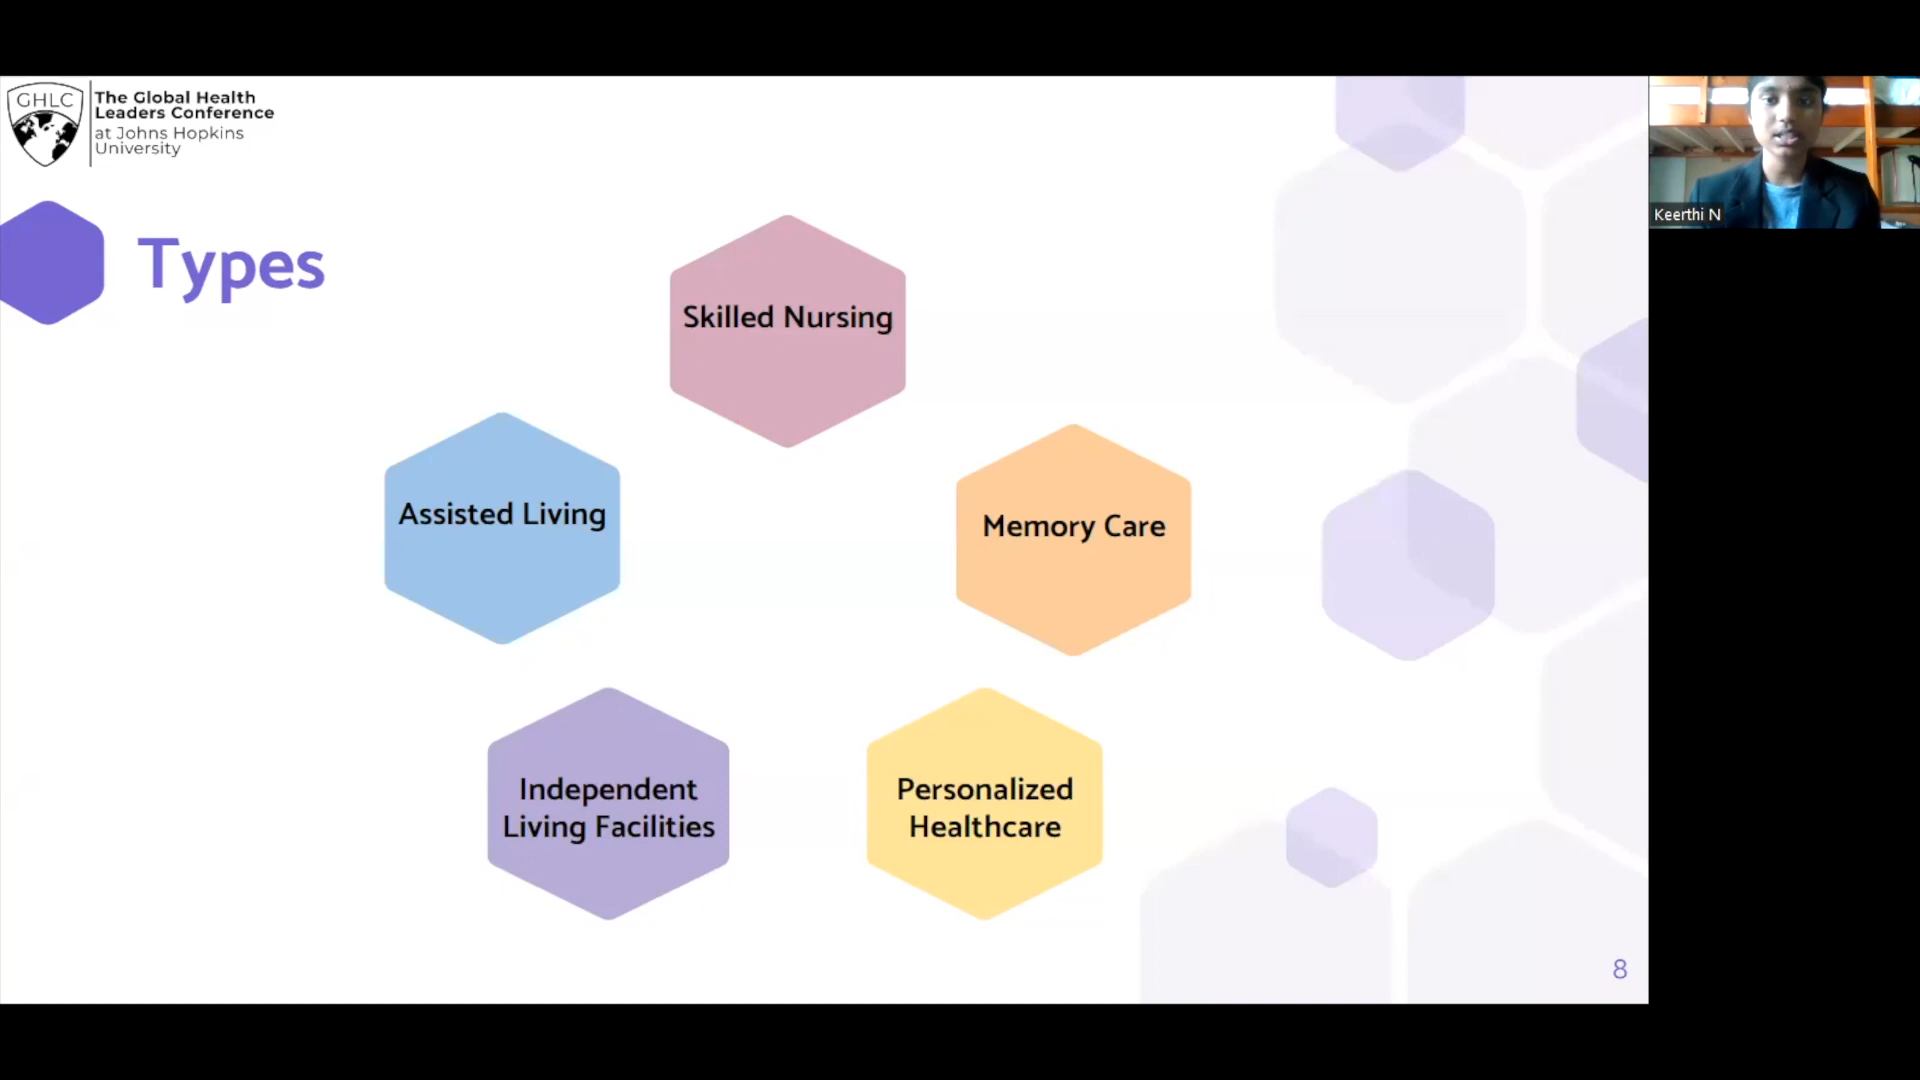 GHLC
The Global Health
Leaders Conference
at Johns Hopkins
University
Types
Skilled Nursing
Assisted Living
Memory Care
Independent
Living Facilities
Personalized
Healthcare
8
Keerthi N